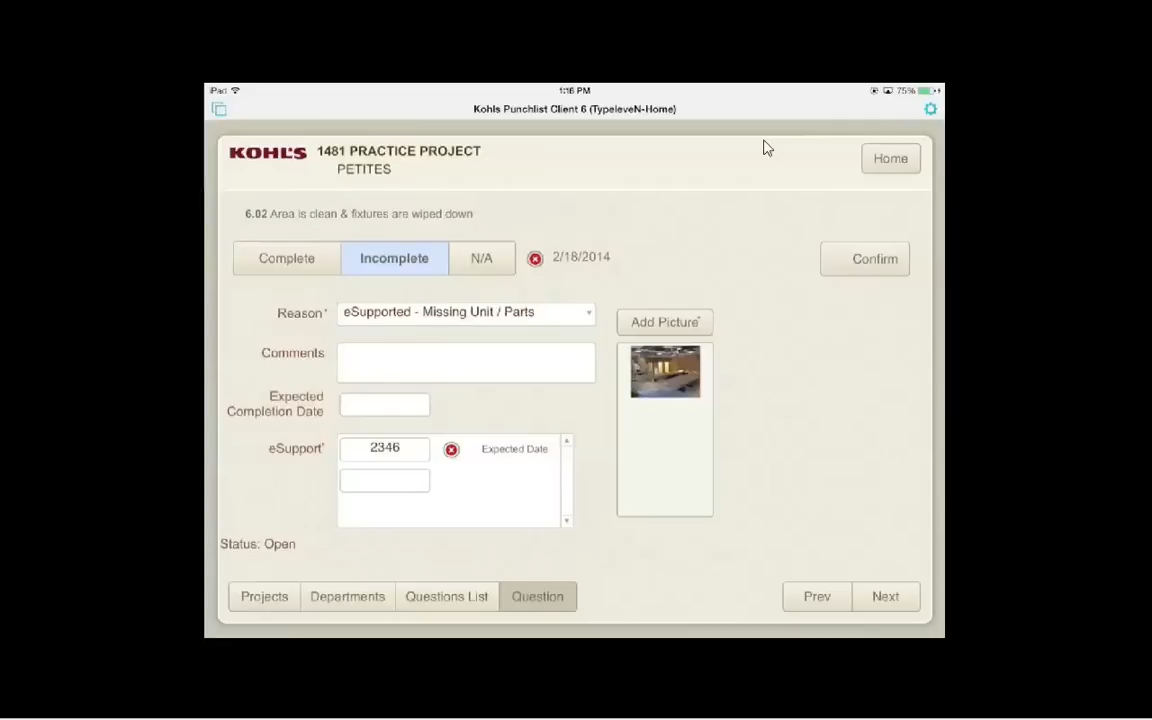 iPad
1:16 PM
75%
Kohls Punchlist Client 6 (TypeleveN-Home)
KOHL'S
1481 PRACTICE PROJECT
PETITES
Home
6.02 Area is clean & fixtures are wiped down
Complete
Incomplete
N/A
2/18/2014
Confirm
Reason*
eSupported - Missing Unit / Parts
Add Picture*
Comments
Expected
Completion Date
eSupport*
2346
Expected Date
Status: Open
Projects
Departments
Questions List
Question
Prev
Next